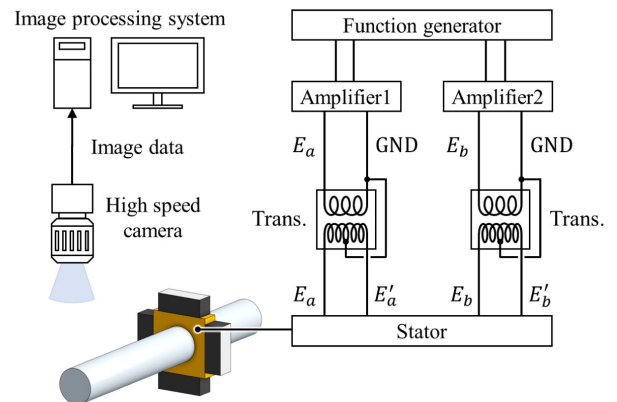 Image processing system
Function generator
Amplifier1
Amplifier2
Image data
E_a
GND
E_b
GND
High speed
camera
Trans.
Trans.
E_a
E'_a
E_b
E'_b
Stator